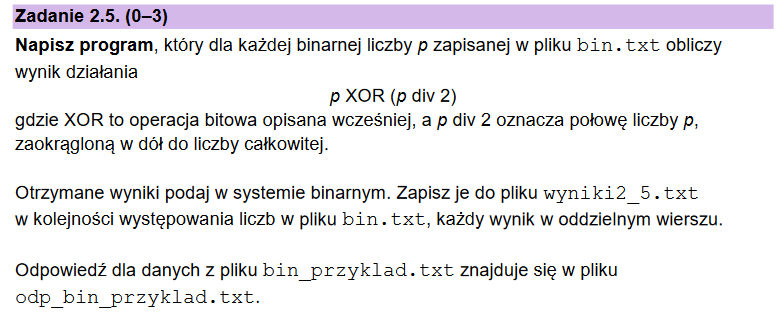 Zadanie 2.5. (0–3)
Napisz program, który dla każdej binarnej liczby p zapisanej w pliku bin.txt obliczy
wynik działania
p XOR (p div 2)
gdzie XOR to operacja bitowa opisana wcześniej, a p div 2 oznacza połowę liczby p,
zaokrągloną w dół do liczby całkowitej.
Otrzymane wyniki podaj w systemie binarnym. Zapisz je do pliku wyniki2_5.txt
w kolejności występowania liczb w pliku bin.txt, każdy wynik w oddzielnym wierszu.
Odpowiedź dla danych z pliku bin_przyklad.txt znajduje się w pliku
odp_bin_przyklad.txt.